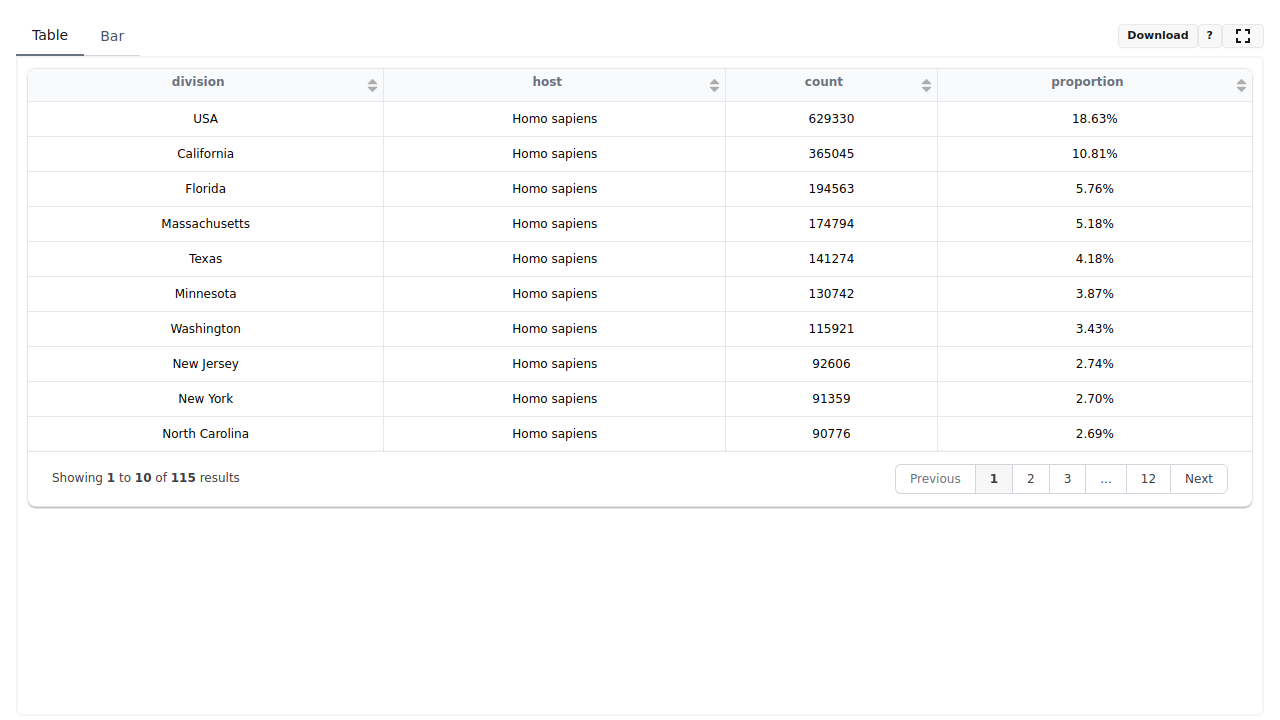 Table Bar Download ?
division host count proportion
USA Homo sapiens 629330 18.63%
California Homo sapiens 365045 10.81%
Florida Homo sapiens 194563 5.76%
Massachusetts Homo sapiens 174794 5.18%
Texas Homo sapiens 141274 4.18%
Minnesota Homo sapiens 130742 3.87%
Washington Homo sapiens 115921 3.43%
New Jersey Homo sapiens 92606 2.74%
New York Homo sapiens 91359 2.70%
North Carolina Homo sapiens 90776 2.69%
Showing 1 to 10 of 115 results Previous 1 2 3 ... 12 Next